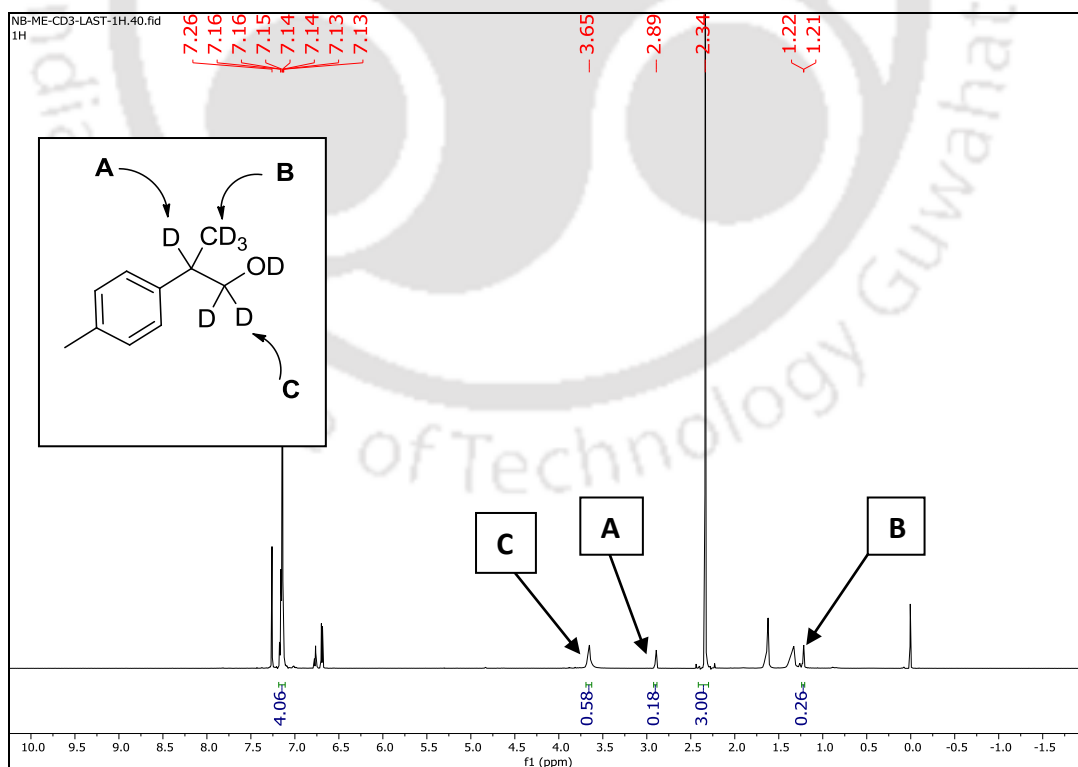 NB-ME-CD3-LAST-1H.40.fid
1H
7.26
7.16
7.16
7.15
7.14
7.14
7.13
7.13
3.65
2.89
2.34
1.22
1.21
A
B
D
CD3
OD
D
D
C
of Technology Guwahat
C
A
B
4.06
0.58
0.18
3.00
0.26
10.0 9.5 9.0 8.5 8.0 7.5 7.0 6.5 6.0 5.5 5.0 4.5 4.0 3.5 3.0 2.5 2.0 1.5 1.0 0.5 0.0 -0.5 -1.0 -1.5
f1 (ppm)